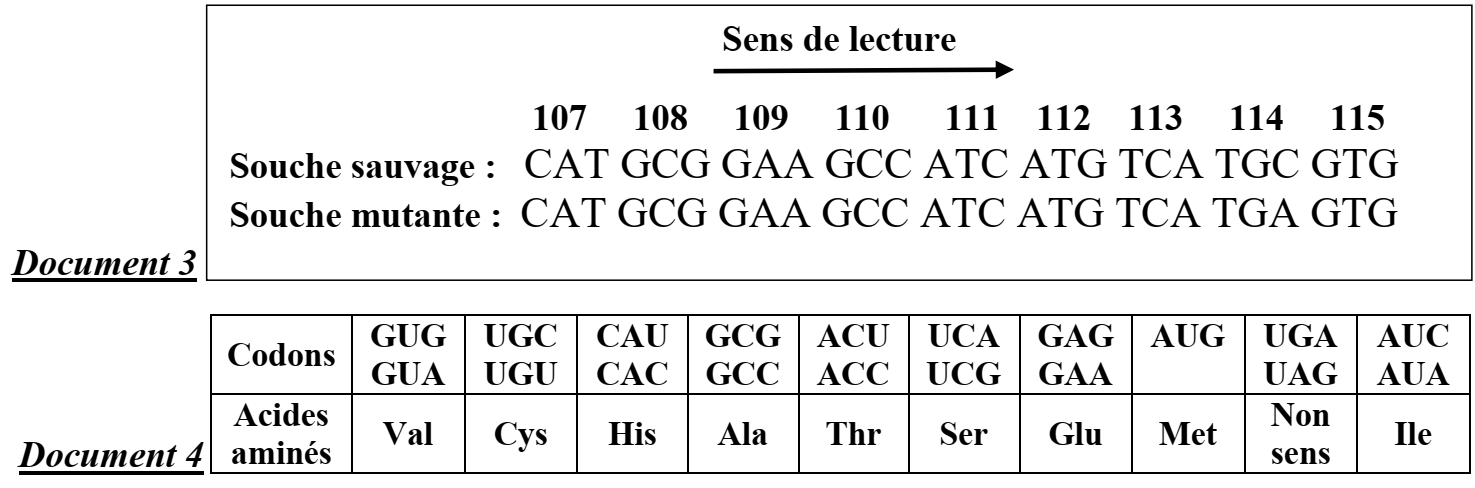 Sens de lecture
107 108 109 110 111 112 113 114 115
Souche sauvage : CAT GCG GAA GCC ATC ATG TCA TGC GTG
Souche mutante : CAT GCG GAA GCC ATC ATG TCA TGA GTG
Document 3
Codons GUG UGC CAU GCG ACU UCA GAG AUG UGA AUC
GUA UGU CAC GCC ACC UCG GAA UAG AUA
Acides aminés Val Cys His Ala Thr Ser Glu Met Non sens Ile
Document 4